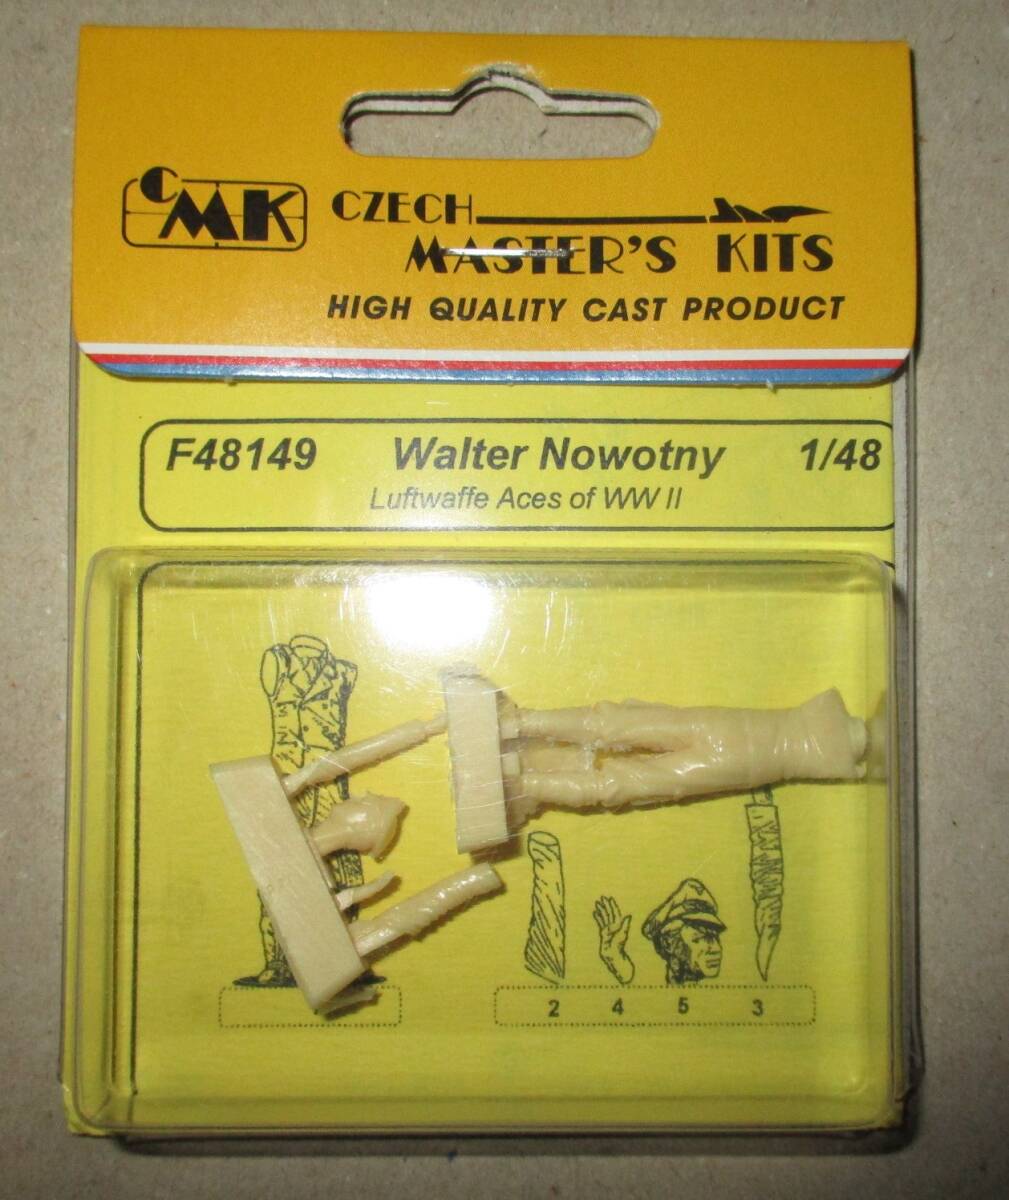 CMK CZECH
MASTER'S KITS
HIGH QUALITY CAST PRODUCT
F48149 Walter Nowotny 1/48
Luftwaffe Aces of WW II
2 4 5 3